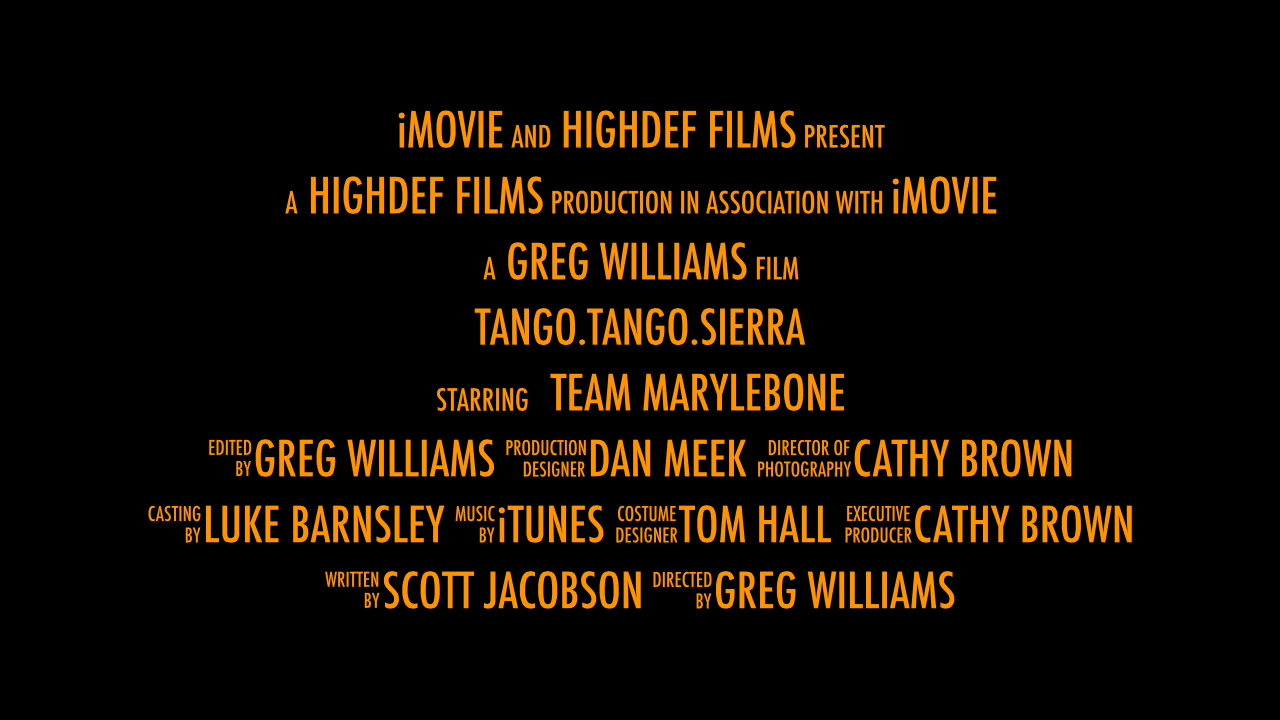 iMOVIE AND HIGHDEF FILMS PRESENT
A HIGHDEF FILMS PRODUCTION IN ASSOCIATION WITH iMOVIE
A GREG WILLIAMS FILM
TANGO.TANGO.SIERRA
STARRING TEAM MARYLEBONE
EDITED BY GREG WILLIAMS PRODUCTION DESIGNER DAN MEEK DIRECTOR OF PHOTOGRAPHY CATHY BROWN
CASTING BY LUKE BARNSLEY MUSIC BY iTUNES COSTUME DESIGNER TOM HALL EXECUTIVE PRODUCER CATHY BROWN
WRITTEN BY SCOTT JACOBSON DIRECTED BY GREG WILLIAMS